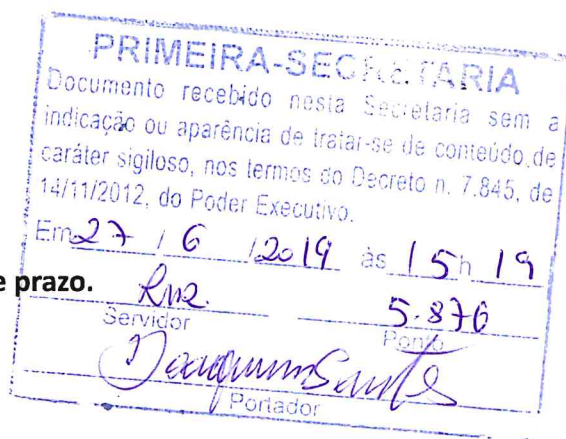 PRIMEIRA-SECRETARIA
Documento recebido nesta Secretaria sem a
indicação ou aparência de tratar-se de conteúdo de
caráter sigiloso, nos termos do Decreto n. 7.845, de
14/11/2012, do Poder Executivo.
Em 27 / 6 / 2019 às 15h 19
e prazo.
5.876
Servidor Ponto
Portador